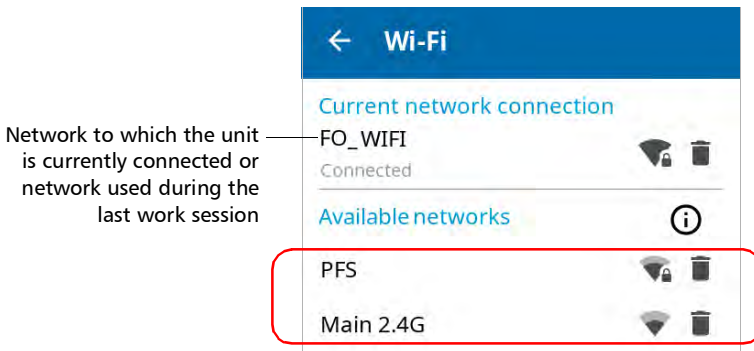 Wi-Fi
Network to which the unit
is currently connected or
network used during the
last work session
Current network connection
FO_WIFI
Connected
Available networks
PFS
Main 2.4G